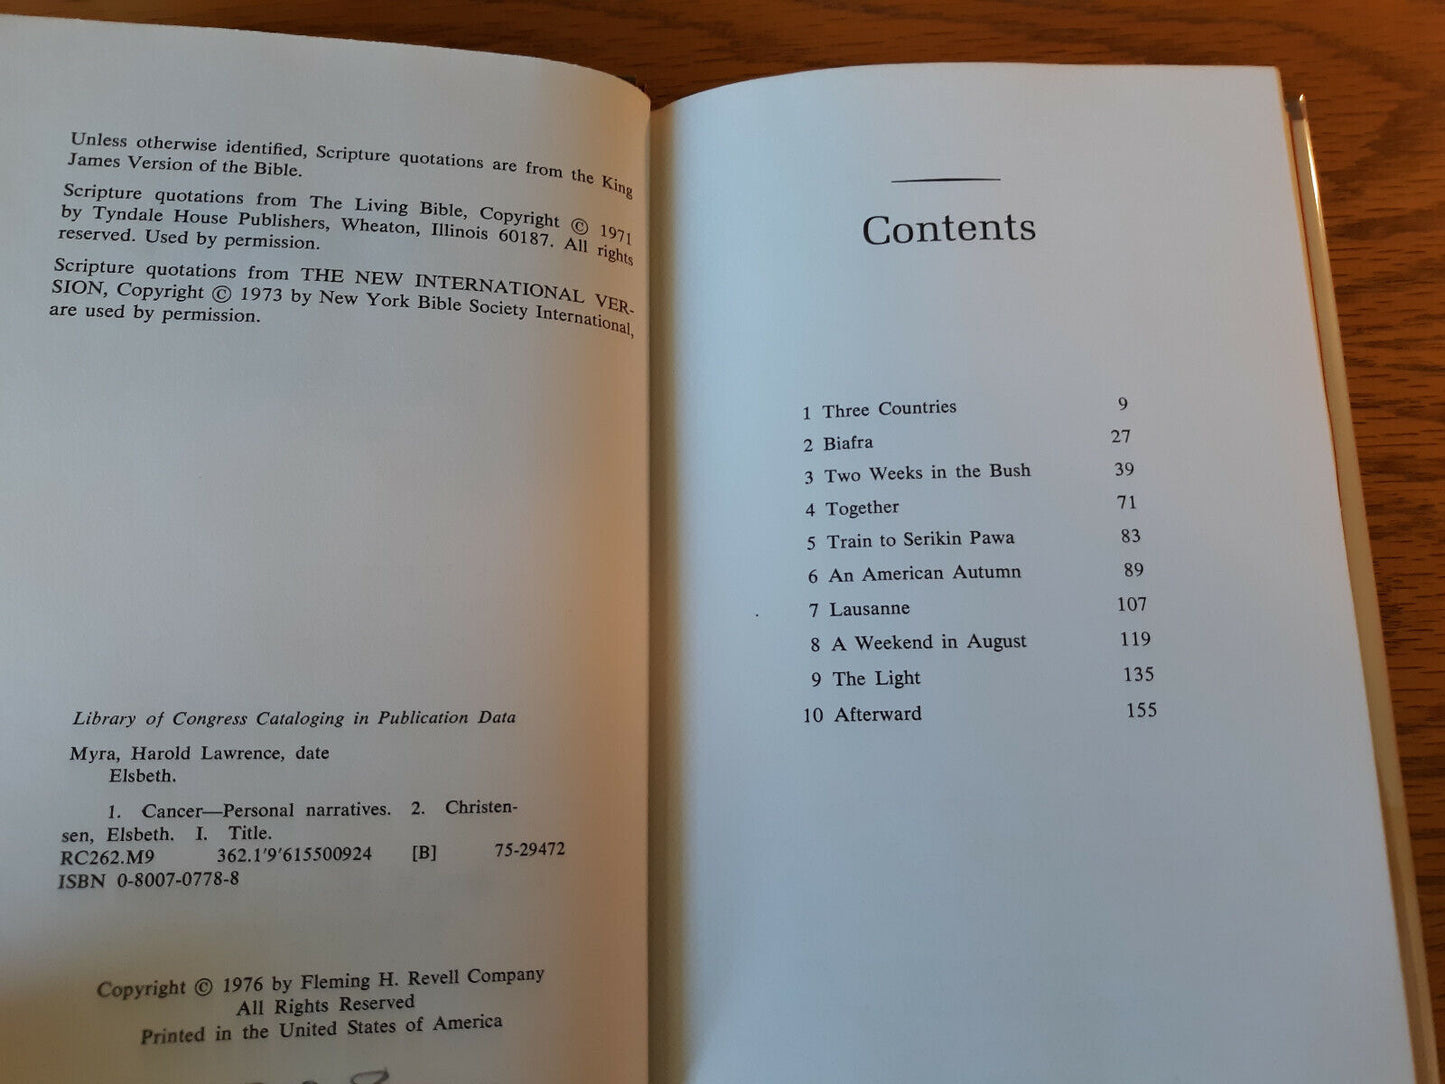 Unless otherwise identified, Scripture quotations are from the King
James Version of the Bible.
Scripture quotations from The Living Bible, Copyright © 1971
by Tyndale House Publishers, Wheaton, Illinois 60187. All rights
reserved. Used by permission.
Scripture quotations from THE NEW INTERNATIONAL VER-
SION, Copyright © 1973 by New York Bible Society International,
are used by permission.
Library of Congress Cataloging in Publication Data
Myra, Harold Lawrence, date
Elsbeth.
1. Cancer—Personal narratives. 2. Christen-
sen, Elsbeth. I. Title.
RC262.M9 362.1'9'615500924 [B] 75-29472
ISBN 0-8007-0778-8
Copyright © 1976 by Fleming H. Revell Company
All Rights Reserved
Printed in the United States of America
Contents
1 Three Countries 9
2 Biafra 27
3 Two Weeks in the Bush 39
4 Together 71
5 Train to Serikin Pawa 83
6 An American Autumn 89
7 Lausanne 107
8 A Weekend in August 119
9 The Light 135
10 Afterward 155